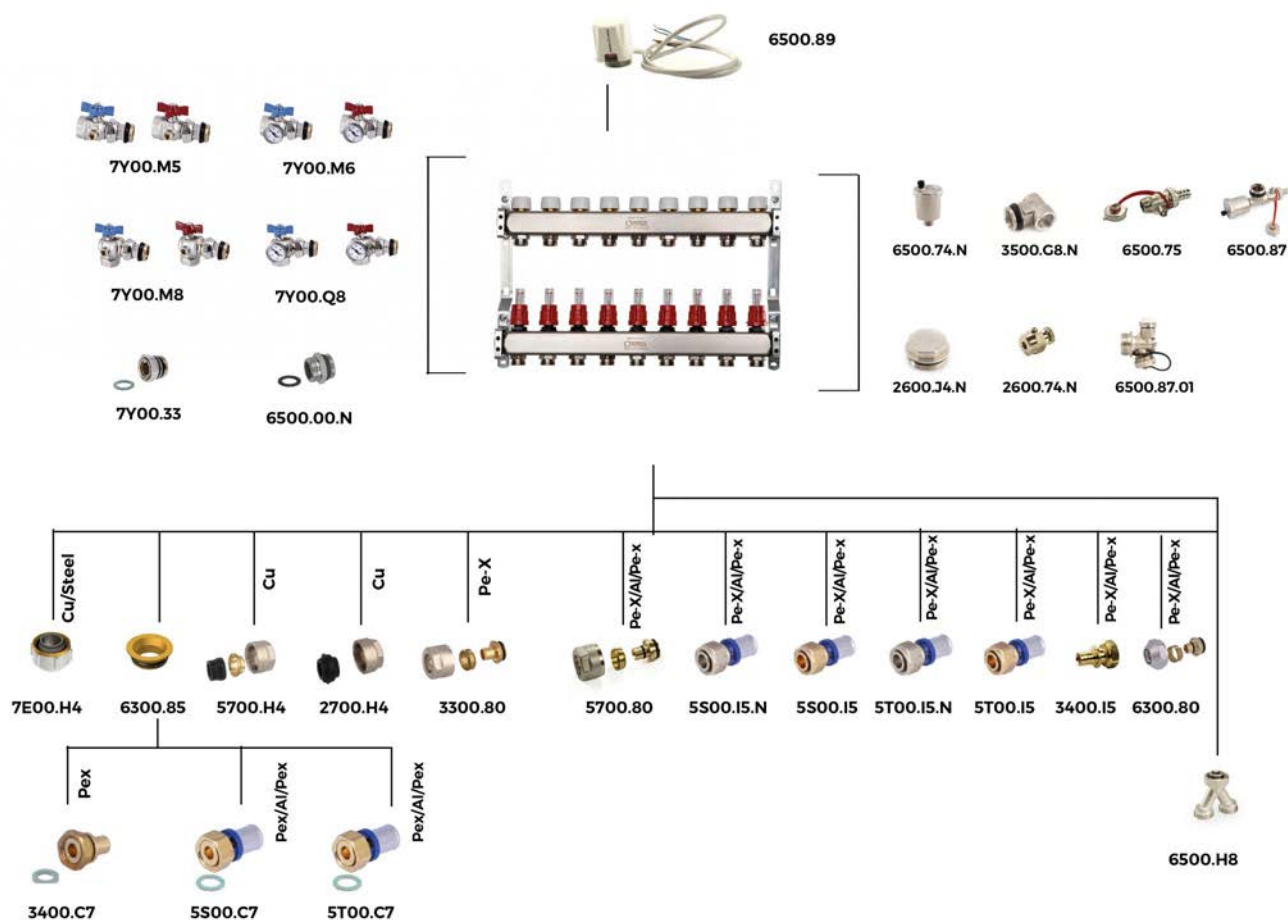 6500.89
7Y00.M5
7Y00.M6
7Y00.M8
7Y00.Q8
7Y00.33
6500.00.N
6500.74.N
3500.G8.N
6500.75
6500.87
2600.J4.N
2600.74.N
6500.87.01
Cu/Steel
Cu
Cu
Pe-X
Pe-X/Al/Pe-x
Pe-X/Al/Pe-x
Pe-X/Al/Pe-x
Pe-X/Al/Pe-x
Pe-X/Al/Pe-x
Pe-X/Al/Pe-x
Pe-X/Al/Pe-x
7E00.H4
6300.85
5700.H4
2700.H4
3300.80
5700.80
5S00.I5.N
5S00.I5
5T00.I5.N
5T00.I5
3400.I5
6300.80
Pex
Pex/Al/Pex
Pex/Al/Pex
3400.C7
5S00.C7
5T00.C7
6500.H8